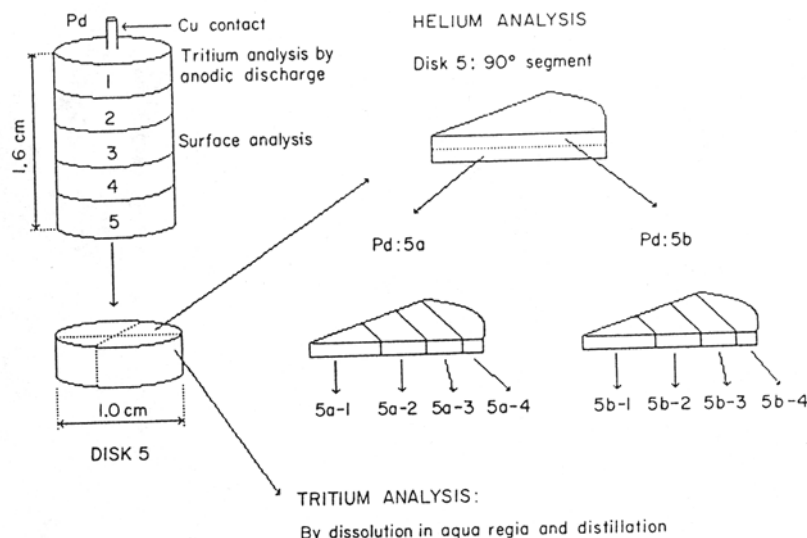 Pd
Cu contact
Tritium analysis by
anodic discharge
1
2
3
4
5
Surface analysis
1.6 cm
1.0 cm
DISK 5
HELIUM ANALYSIS
Disk 5: 90° segment
Pd:5a
Pd:5b
5a-1 5a-2 5a-3 5a-4
5b-1 5b-2 5b-3 5b-4
TRITIUM ANALYSIS:
By dissolution in aqua regia and distillation